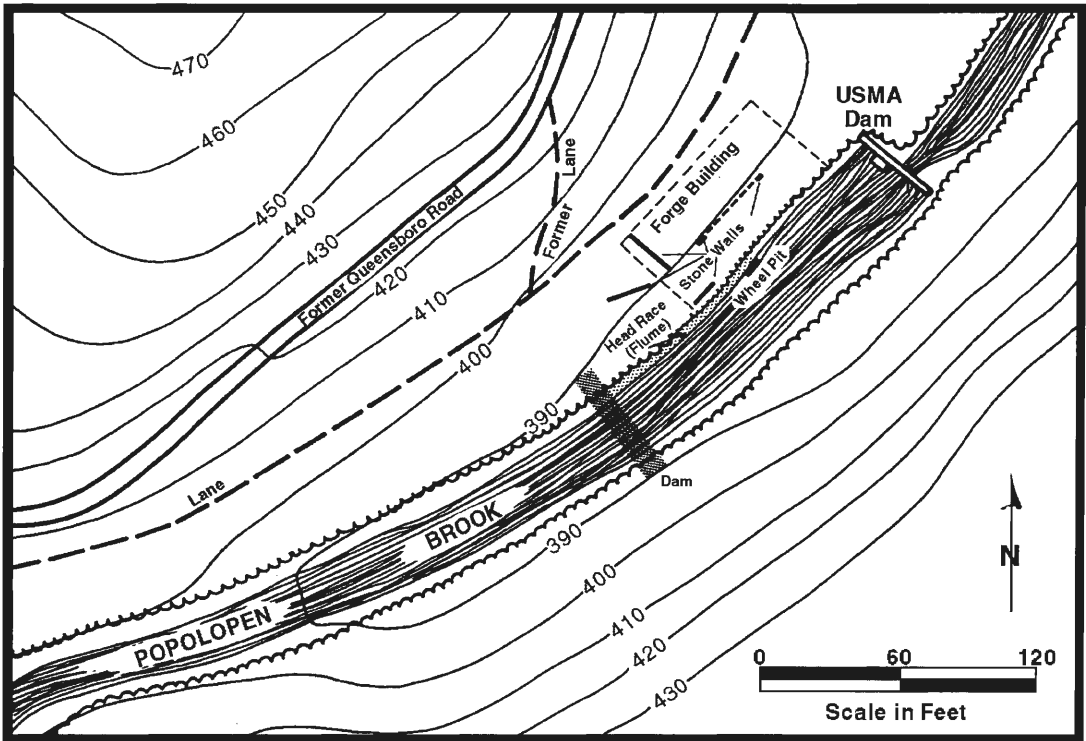 470
460
450
440
430
420
410
400
390
400
Former Queensboro Road
Former
Lane
Forge Building
Stone Walls
Wheel Pit
Head Race
(Flume)
USMA
Dam
Lane
Dam
POPOLOPEN
BROOK
390
400
410
420
430
N
0 60 120
Scale in Feet